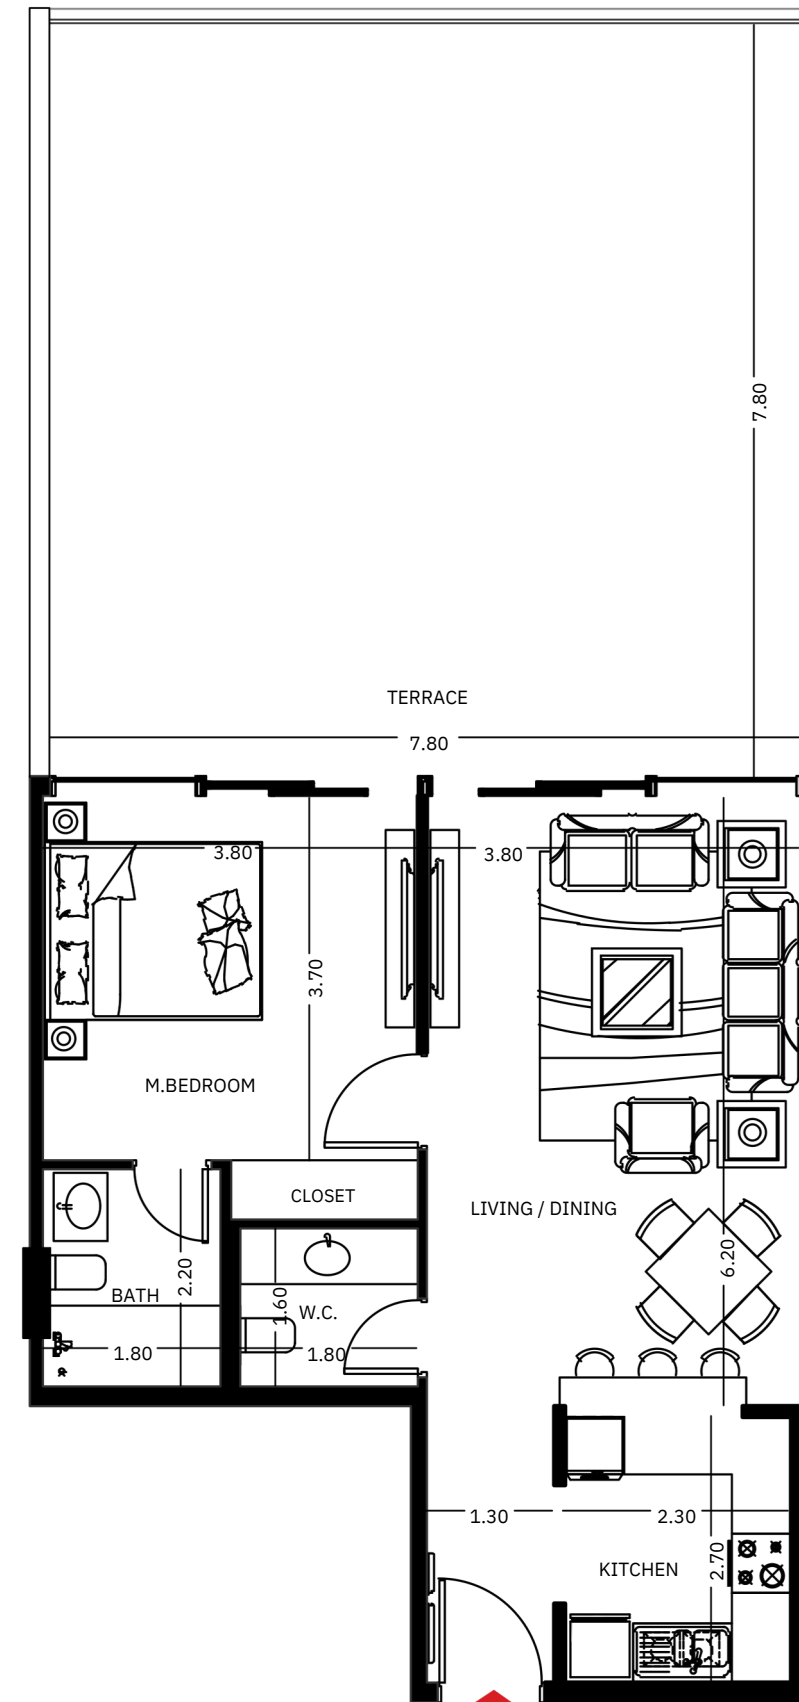 7.80
TERRACE
7.80
3.80
3.80
3.70
M.BEDROOM
CLOSET
LIVING / DINING
6.20
2.20
BATH
1.60
W.C.
1.80
1.80
1.30
2.30
2.70
KITCHEN